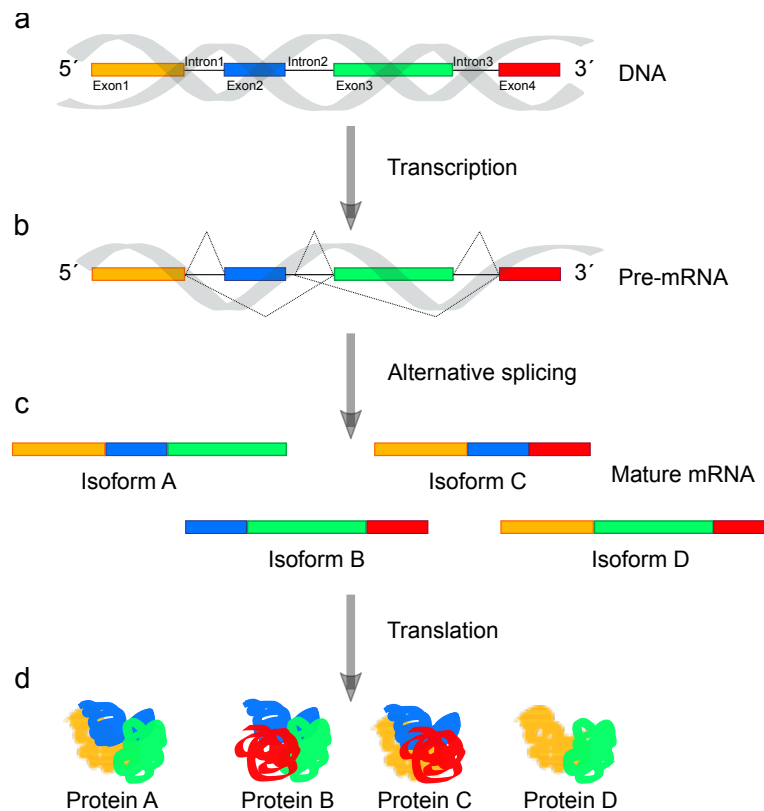 a
5´ Intron1 Intron2 Intron3 3´ DNA
Exon1 Exon2 Exon3 Exon4
Transcription
b
5´ 3´ Pre-mRNA
Alternative splicing
c
Isoform A Isoform C Mature mRNA
Isoform B Isoform D
Translation
d
Protein A Protein B Protein C Protein D